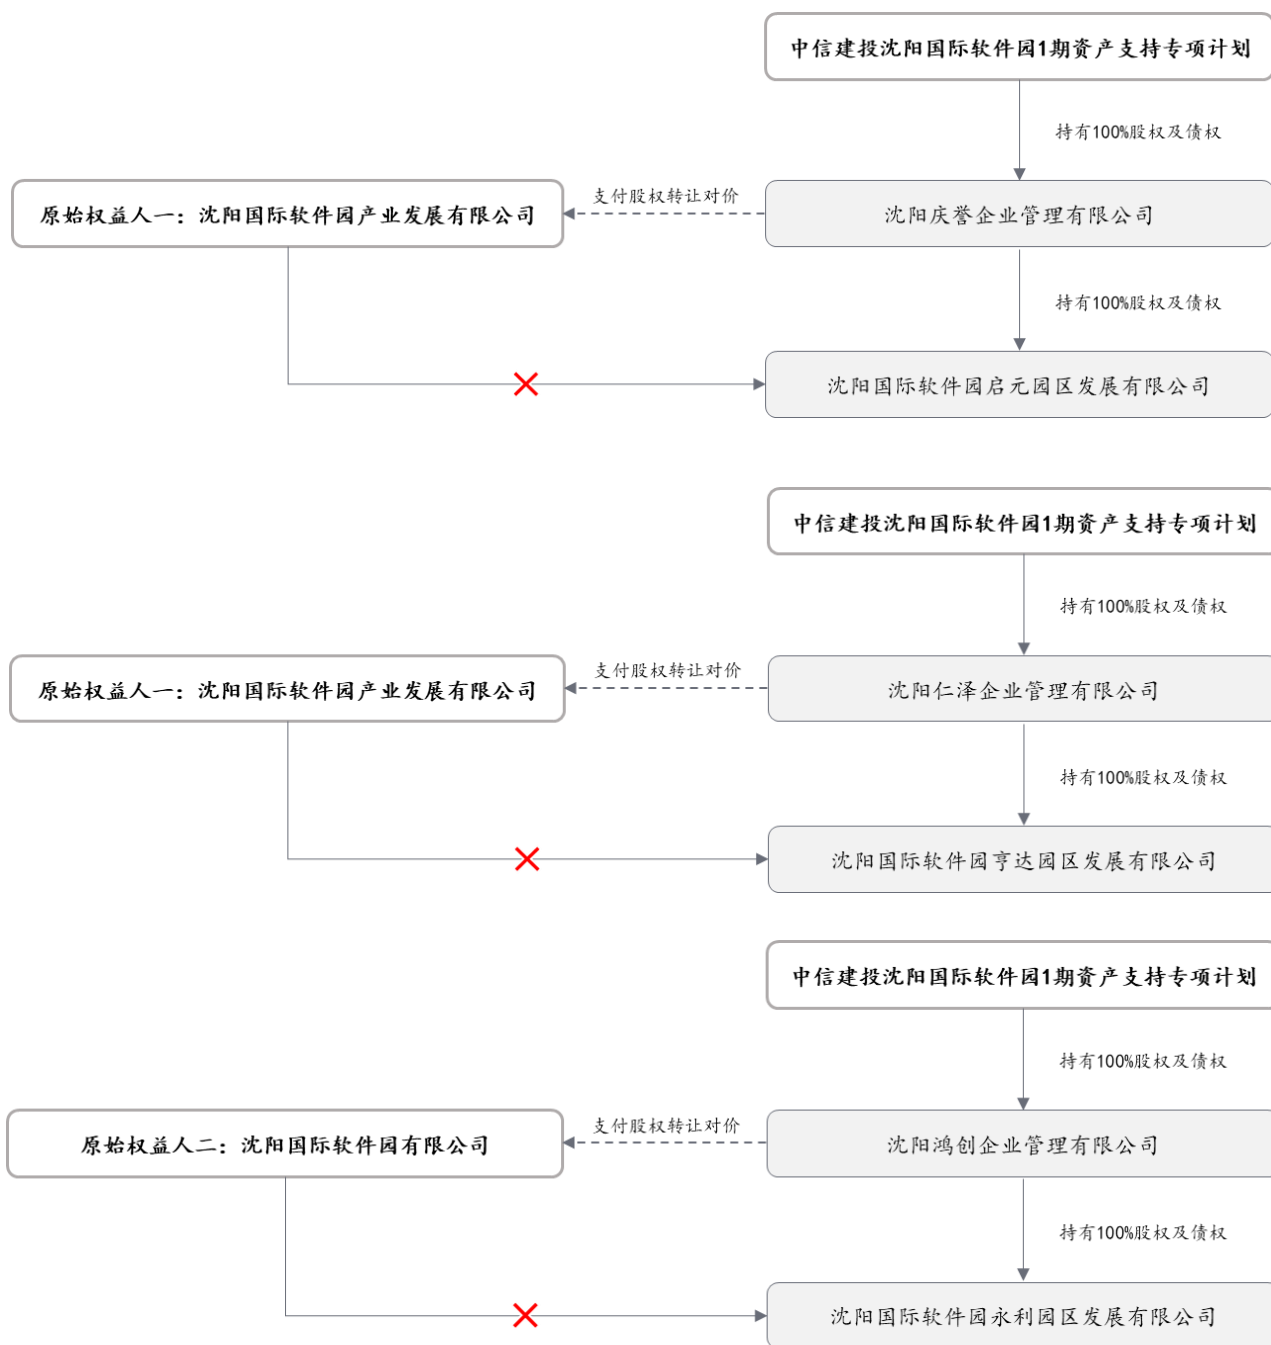 中信建投沈阳国际软件园1期资产支持专项计划
持有100%股权及债权
原始权益人一：沈阳国际软件园产业发展有限公司
支付股权转让对价
沈阳庆誉企业管理有限公司
持有100%股权及债权
沈阳国际软件园启元园区发展有限公司
中信建投沈阳国际软件园1期资产支持专项计划
持有100%股权及债权
原始权益人一：沈阳国际软件园产业发展有限公司
支付股权转让对价
沈阳仁泽企业管理有限公司
持有100%股权及债权
沈阳国际软件园亨达园区发展有限公司
中信建投沈阳国际软件园1期资产支持专项计划
持有100%股权及债权
原始权益人二：沈阳国际软件园有限公司
支付股权转让对价
沈阳鸿创企业管理有限公司
持有100%股权及债权
沈阳国际软件园永利园区发展有限公司